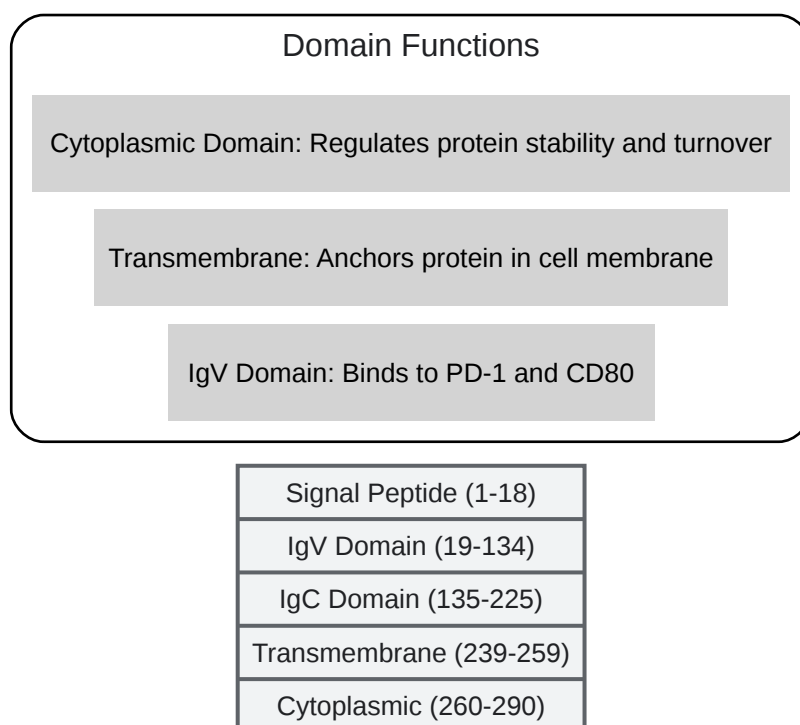 Domain Functions
Cytoplasmic Domain: Regulates protein stability and turnover
Transmembrane: Anchors protein in cell membrane
IgV Domain: Binds to PD-1 and CD80
Signal Peptide (1-18)
IgV Domain (19-134)
IgC Domain (135-225)
Transmembrane (239-259)
Cytoplasmic (260-290)